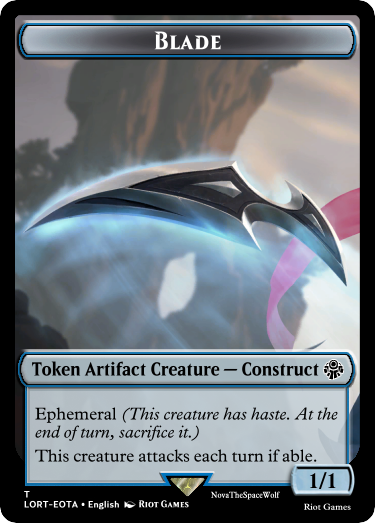 Blade
Token Artifact Creature — Construct
Ephemeral (This creature has haste. At the
end of turn, sacrifice it.)
This creature attacks each turn if able.
1/1
T
LORT-EOTA • English Riot Games
NovaTheSpaceWolf
Riot Games